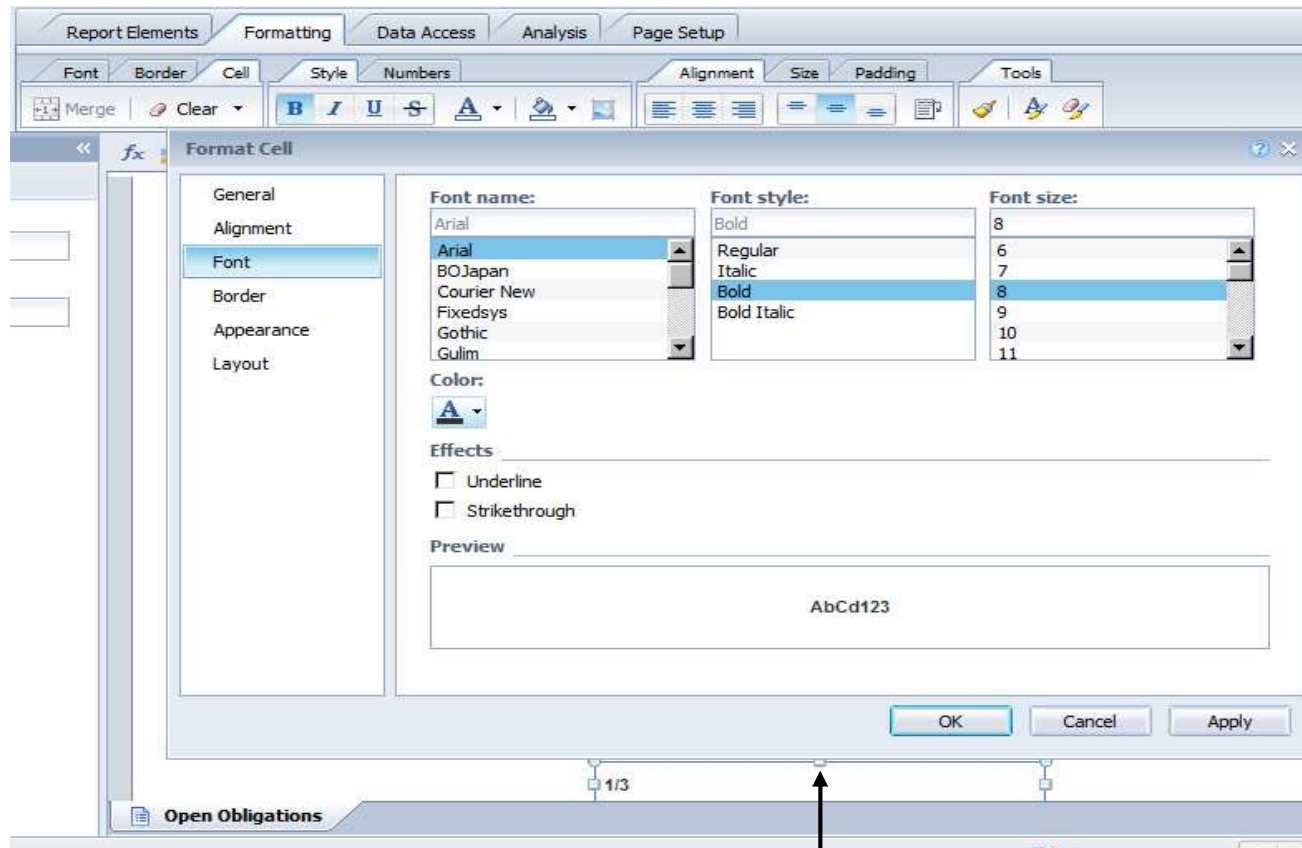 Report Elements Formatting Data Access Analysis Page Setup
Font Border Cell Style Numbers Alignment Size Padding Tools
Merge Clear B I U S A
fx Format Cell
General
Alignment
Font
Border
Appearance
Layout
Font name:
Arial
Arial
BOJapan
Courier New
Fixedsys
Gothic
Gulim
Font style:
Bold
Regular
Italic
Bold
Bold Italic
Font size:
8
6
7
8
9
10
11
Color:
A
Effects
Underline
Strikethrough
Preview
AbCd123
OK Cancel Apply
1/3
Open Obligations